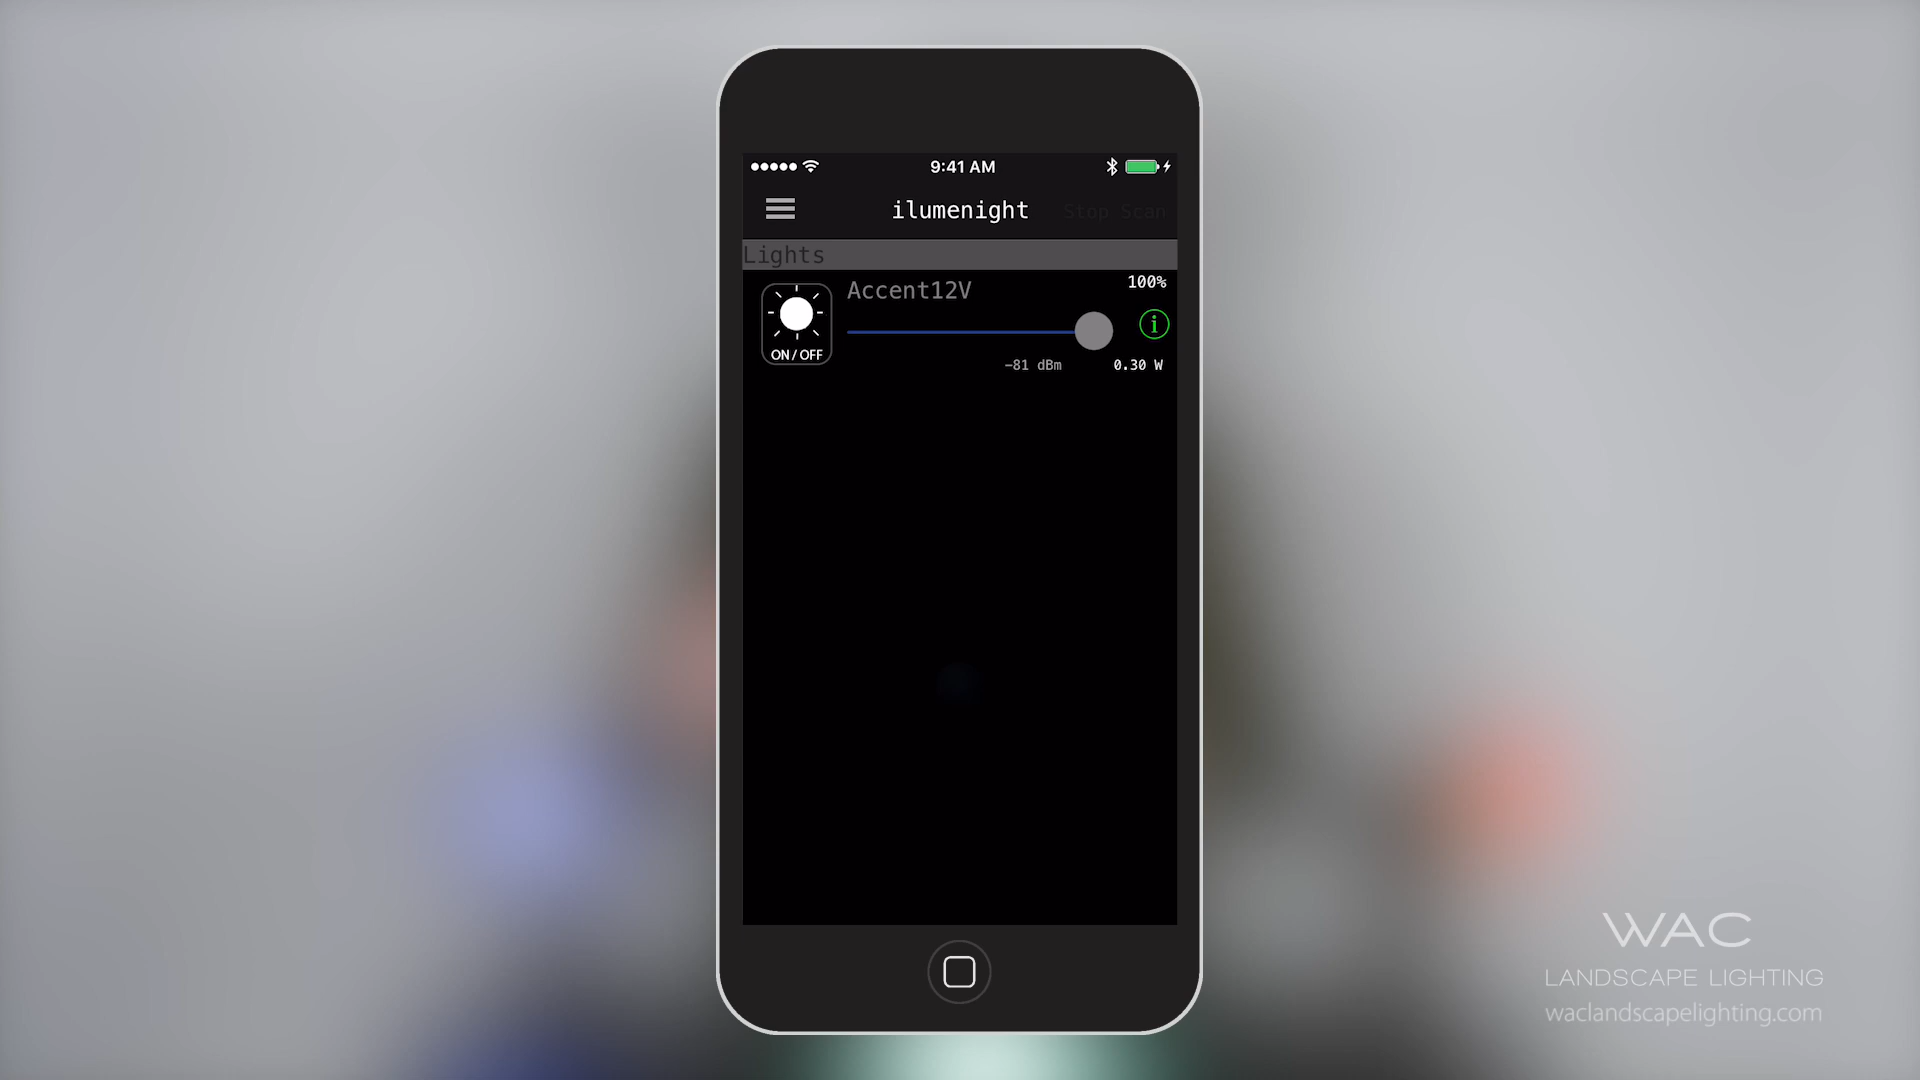 9:41 AM
ilumenight
Stop Scan
Lights
Accent12V
100%
i
ON / OFF
-81 dBm
0.30 W
WAC
LANDSCAPE LIGHTING
waclandscapelighting.com